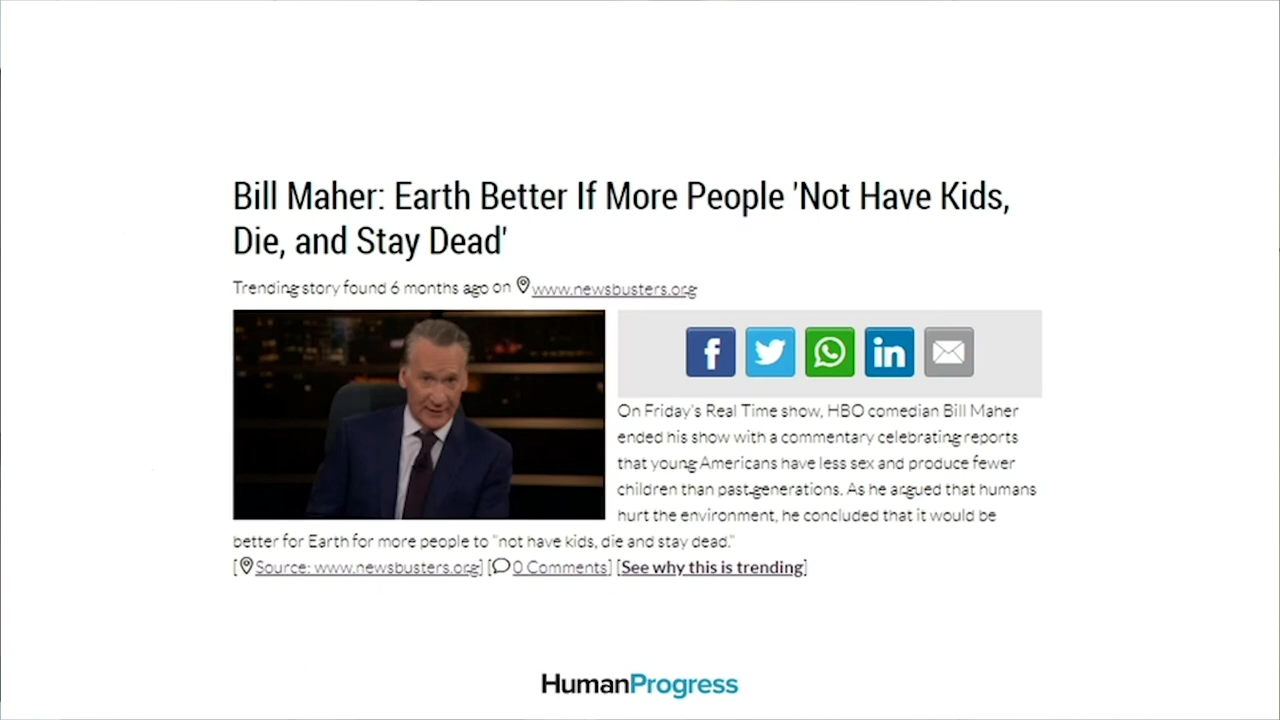 Bill Maher: Earth Better If More People 'Not Have Kids,
Die, and Stay Dead'
Trending story found 6 months ago on www.newsbusters.org
On Friday's Real Time show, HBO comedian Bill Maher
ended his show with a commentary celebrating reports
that young Americans have less sex and produce fewer
children than past generations. As he argued that humans
hurt the environment, he concluded that it would be
better for Earth for more people to "not have kids, die and stay dead."
[Source: www.newsbusters.org] [0 Comments] [See why this is trending]
HumanProgress